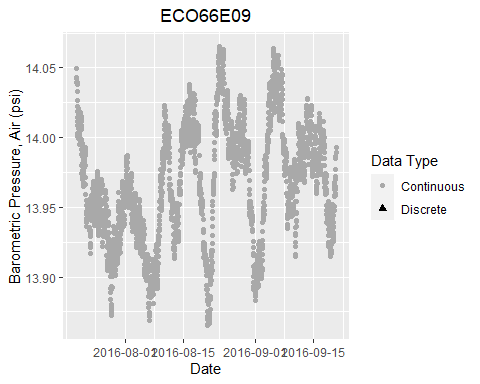 ECO66E09
Barometric Pressure, Air (psi)
14.05
14.00
13.95
13.90
2016-08-01
2016-08-15
2016-09-01
2016-09-15
Date
Data Type
Continuous
Discrete